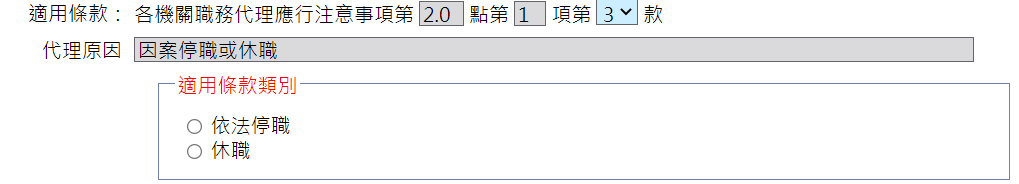 適用條款： 各機關職務代理應行注意事項第 2.0 點第 1 項第 3 款
代理原因 因案停職或休職
適用條款類別
依法停職
休職